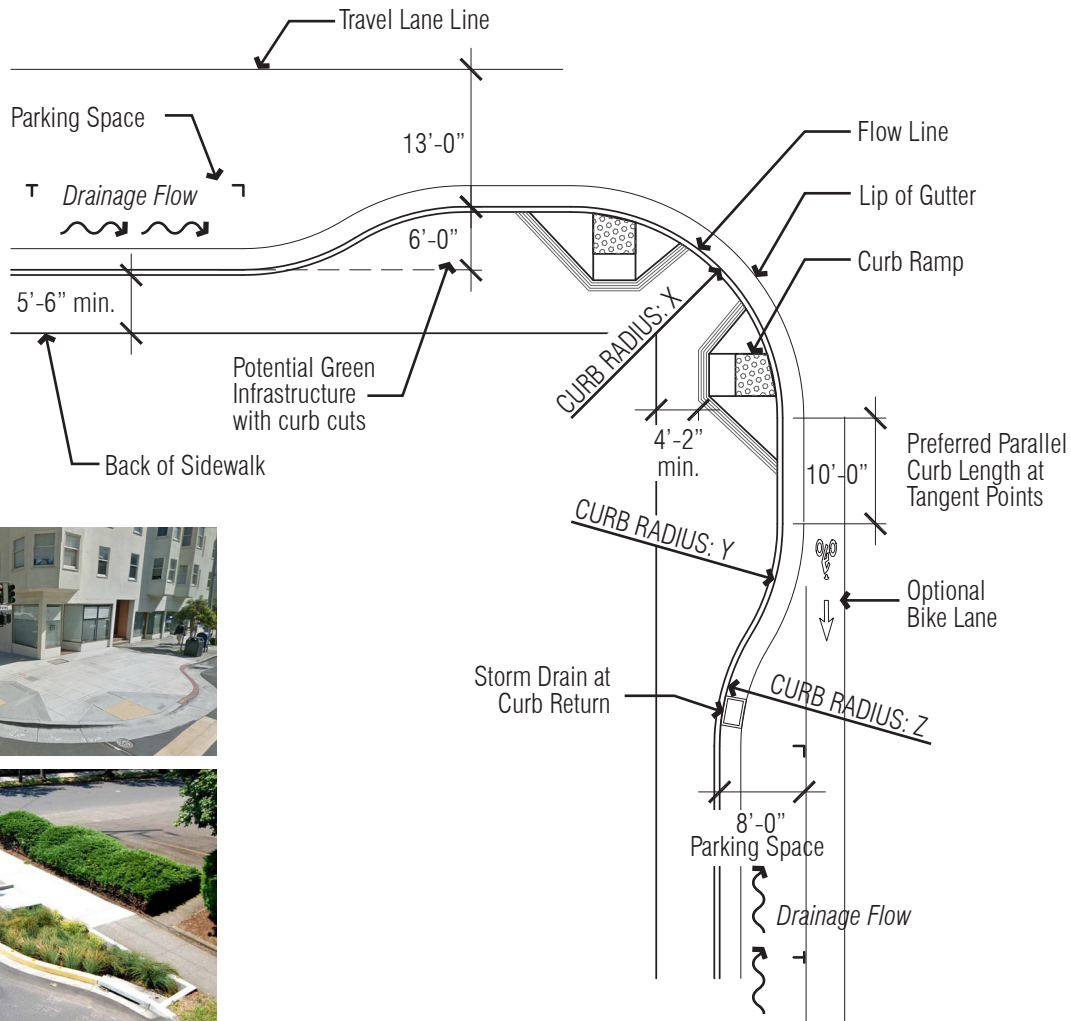 Travel Lane Line
Parking Space
13’-0”
Flow Line
Drainage Flow
Lip of Gutter
6’-0”
Curb Ramp
5’-6” min.
CURB RADIUS: X
Potential Green
Infrastructure
with curb cuts
4’-2”
min.
Back of Sidewalk
10’-0”
Preferred Parallel
Curb Length at
Tangent Points
CURB RADIUS: Y
Optional
Bike Lane
Storm Drain at
Curb Return
CURB RADIUS: Z
8’-0”
Parking Space
Drainage Flow